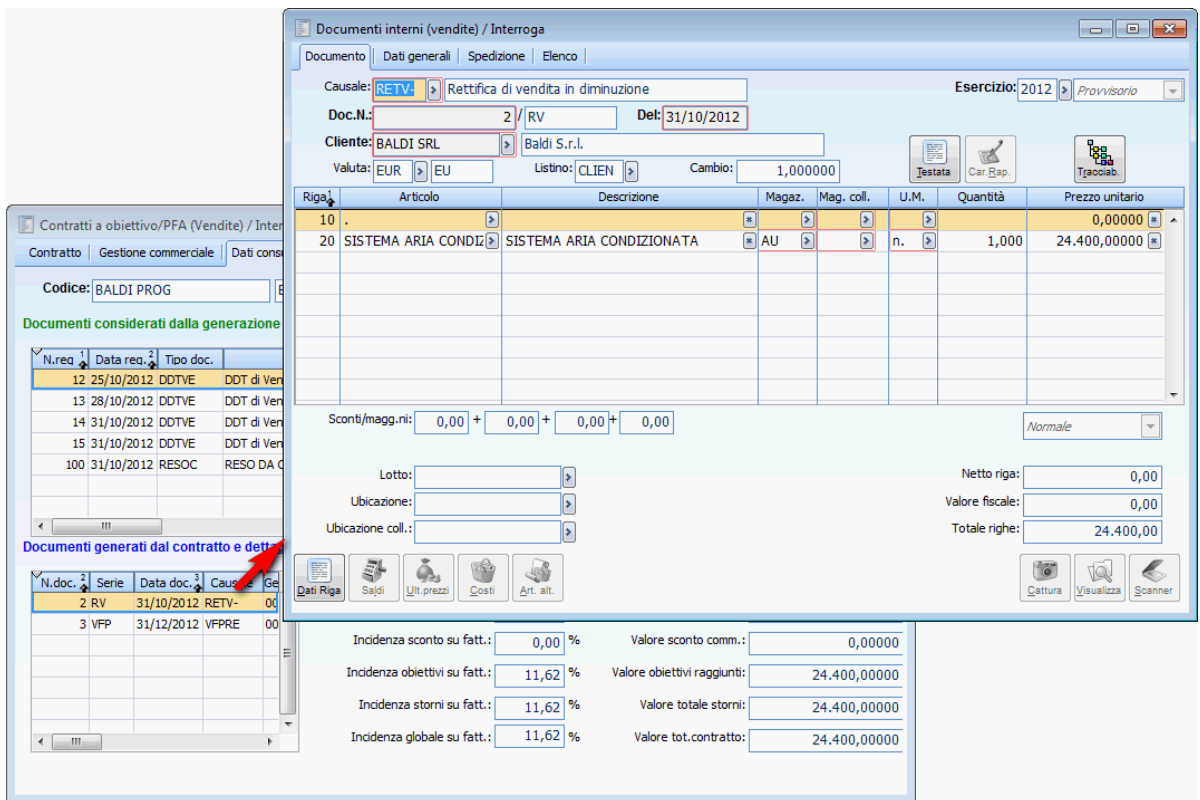 Documenti interni (vendite) / Interroga
Documento Dati generali Spedizione Elenco
Causale: RETV- Rettifica di vendita in diminuzione Esercizio: 2012 Provvisorio
Doc.N.: 2 / RV Del: 31/10/2012
Cliente: BALDI SRL Baldi S.r.l.
Valuta: EUR EU Listino: CLIEN Cambio: 1,000000 Testata Car.Rap. Tracciab.
Riga 1 Articolo Descrizione Magaz. Mag. coll. U.M. Quantità Prezzo unitario
10 . 0,00000
20 SISTEMA ARIA CONDIZ SISTEMA ARIA CONDIZIONATA AU n. 1,000 24.400,00000
Sconti/magg.ni: 0,00 + 0,00 + 0,00 + 0,00 Normale
Lotto: Netto riga: 0,00
Ubicazione: Valore fiscale: 0,00
Ubicazione coll.: Totale righe: 24.400,00
Dati Riga Saldi Ult.prezzi Costi Art. alt. Cattura Visualizza Scanner
Contratti a obiettivo/PFA (Vendite) / Inter
Contratto Gestione commerciale Dati cons
Codice: BALDI PROG
Documenti considerati dalla generazione
N.reg 1 Data reg. 2 Tipo doc.
12 25/10/2012 DDTVE DDT di Ven
13 28/10/2012 DDTVE DDT di Ven
14 31/10/2012 DDTVE DDT di Ven
15 31/10/2012 DDTVE DDT di Ven
100 31/10/2012 RESOC RESO DA C
Documenti generati dal contratto e detta
N.doc. 2 Serie Data doc. 3 Ge
2 RV 31/10/2012 RETV- 00
3 VFP 31/12/2012 VFPRE 00
Incidenza sconto su fatt.: 0,00 % Valore sconto comm.: 0,00000
Incidenza obiettivi su fatt.: 11,62 % Valore obiettivi raggiunti: 24.400,00000
Incidenza storni su fatt.: 11,62 % Valore totale storni: 24.400,00000
Incidenza globale su fatt.: 11,62 % Valore tot.contratto: 24.400,00000